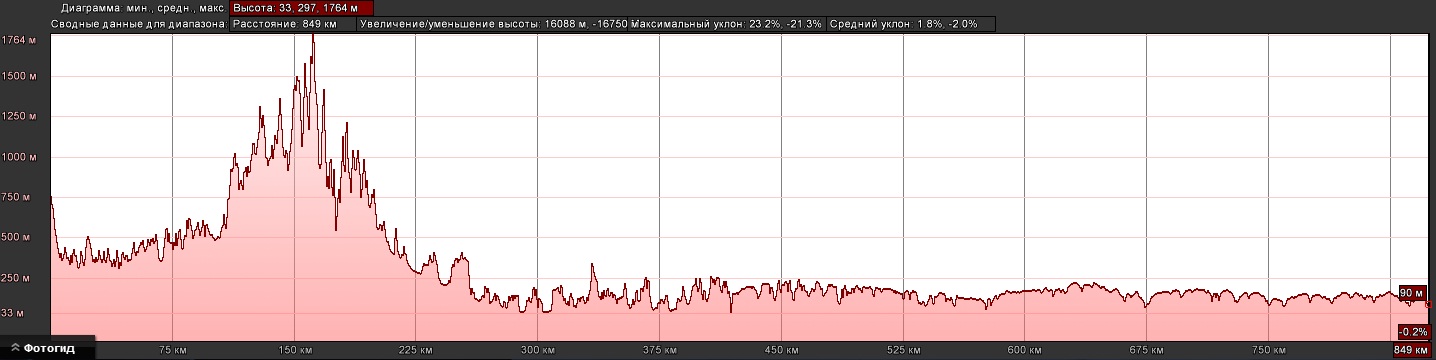 Диаграмма: мин., средн., макс. Высота: 33, 297, 1764 м
Сводные данные для диапазона: Расстояние: 849 км Увеличение/уменьшение высоты: 16088 м, -16750 Максимальный уклон: 23.2%, -21.3% Средний уклон: 1.8%, -2.0%
1764 м
1500 м
1250 м
1000 м
750 м
500 м
250 м
33 м
90 м
-0.2%
Фотогид
75 км 150 км 225 км 300 км 375 км 450 км 525 км 600 км 675 км 750 км 849 км